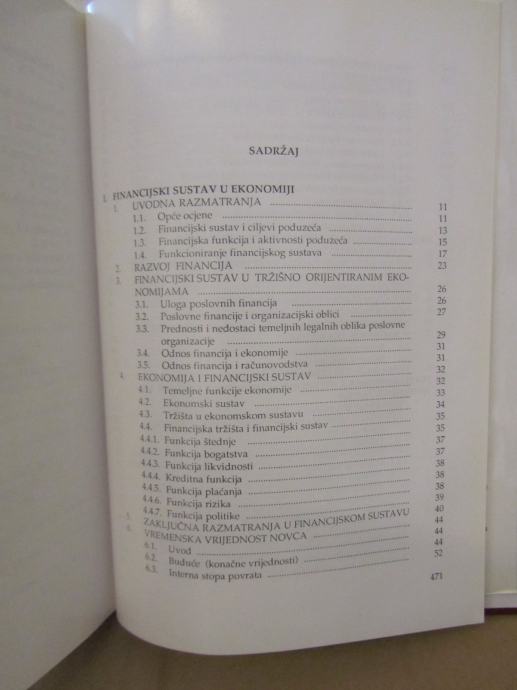 SADRŽAJ
I. FINANCIJSKI SUSTAV U EKONOMIJI
1. UVODNA RAZMATRANJA 11
1.1. Opće ocjene 11
1.2. Financijski sustav i ciljevi poduzeća 13
1.3. Financijska funkcija i aktivnosti poduzeća 15
1.4. Funkcioniranje financijskog sustava 17
2. RAZVOJ FINANCIJA 23
3. FINANCIJSKI SUSTAV U TRŽIŠNO ORIJENTIRANIM EKO-
NOMIJAMA 26
3.1. Uloga poslovnih financija 26
3.2. Poslovne financije i organizacijski oblici 27
3.3. Prednosti i nedostaci temeljnih legalnih oblika poslovne
organizacije 29
3.4. Odnos financija i ekonomije 31
3.5. Odnos financija i računovodstva 31
4. EKONOMIJA I FINANCIJSKI SUSTAV 32
4.1. Temeljne funkcije ekonomije 32
4.2. Ekonomski sustav 33
4.3. Tržišta u ekonomskom sustavu 34
4.4. Financijska tržišta i financijski sustav 35
4.4.1. Funkcija štednje 35
4.4.2. Funkcija bogatstva 37
4.4.3. Funkcija likvidnosti 37
4.4.4. Kreditna funkcija 38
4.4.5. Funkcija plaćanja 38
4.4.6. Funkcija rizika 38
4.4.7. Funkcije politike 39
5. ZAKLJUČNA RAZMATRANJA U FINANCIJSKOM SUSTAVU 40
6. VREMENSKA VRIJEDNOST NOVCA 44
6.1. Uvod 44
6.2. Buduće (konačne vrijednosti) 44
6.3. Interna stopa povrata 52
471